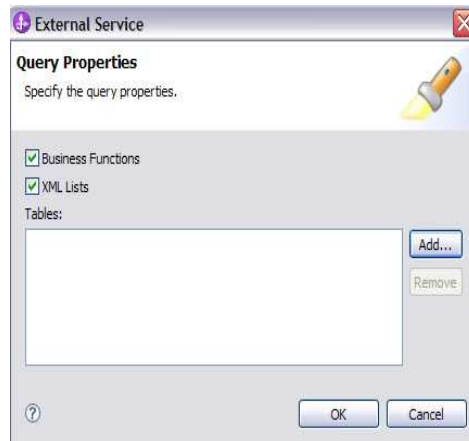 External Service
Query Properties
Specify the query properties.
Business Functions
XML Lists
Tables:
Add...
Remove
?
OK
Cancel